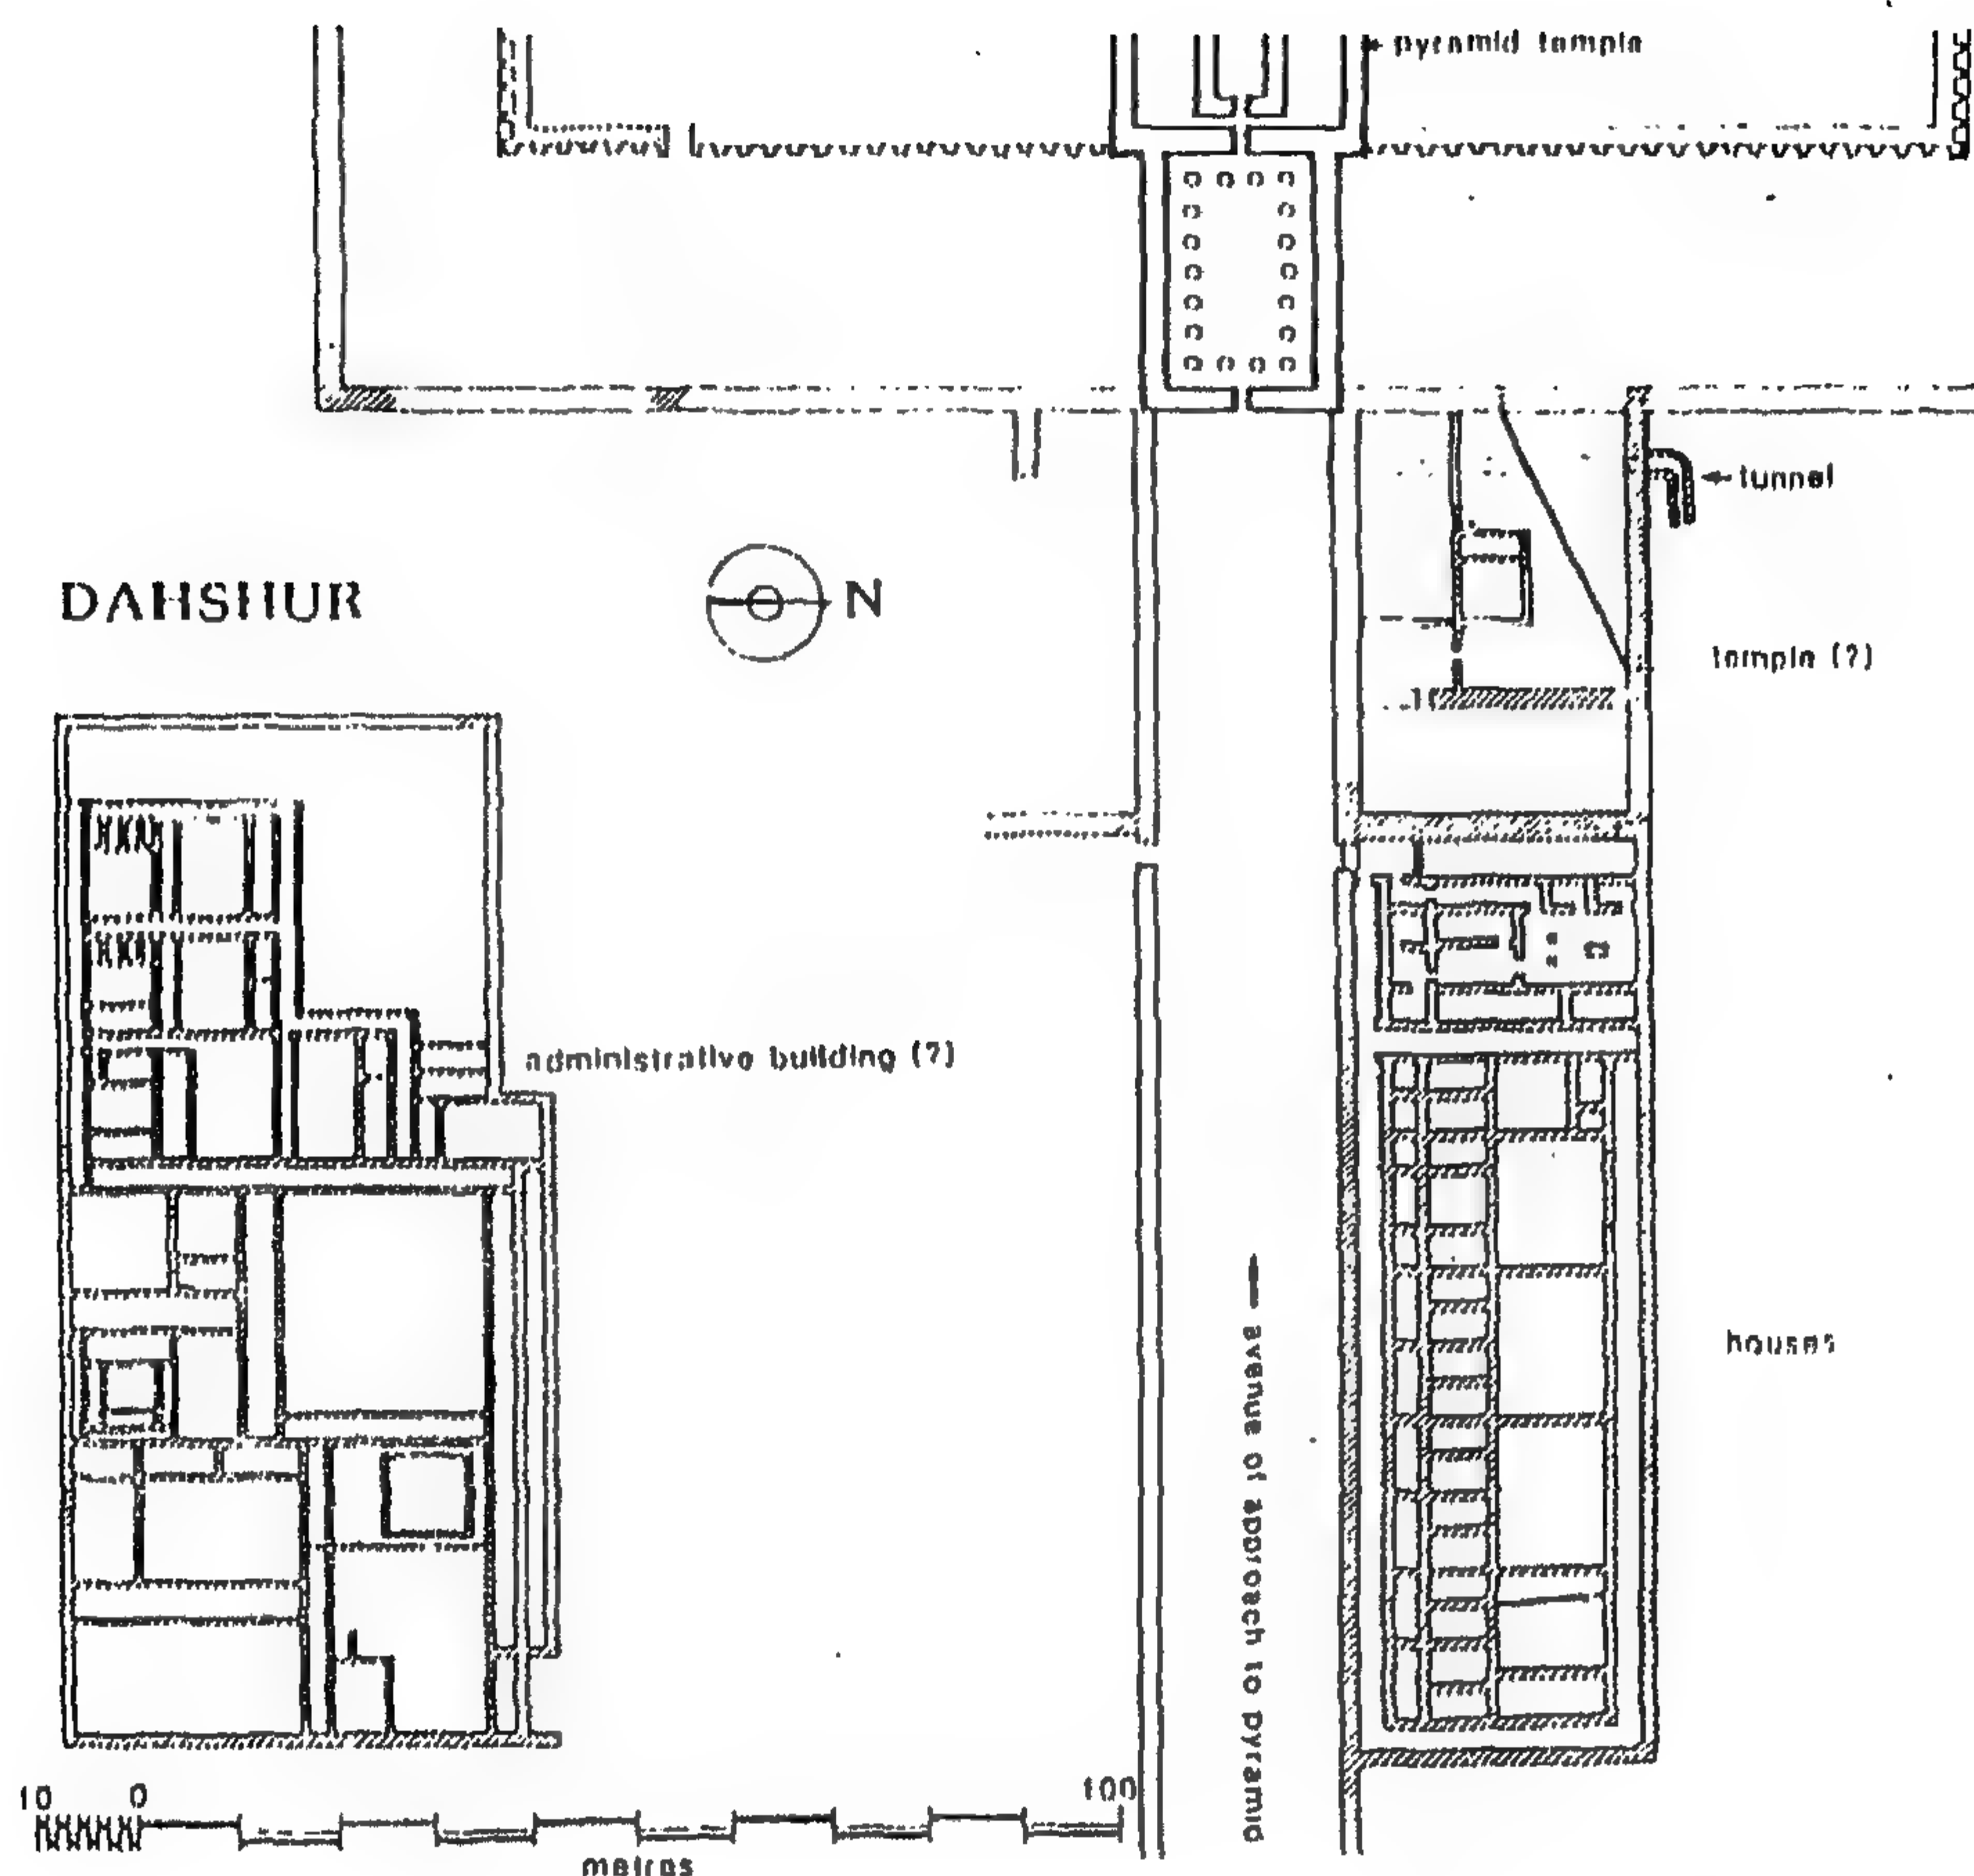 pyramid temple
tunnel
DAHSHUR
N
temple (?)
administrative building (?)
houses
avenue of approach to pyramid
10 0 100
metres